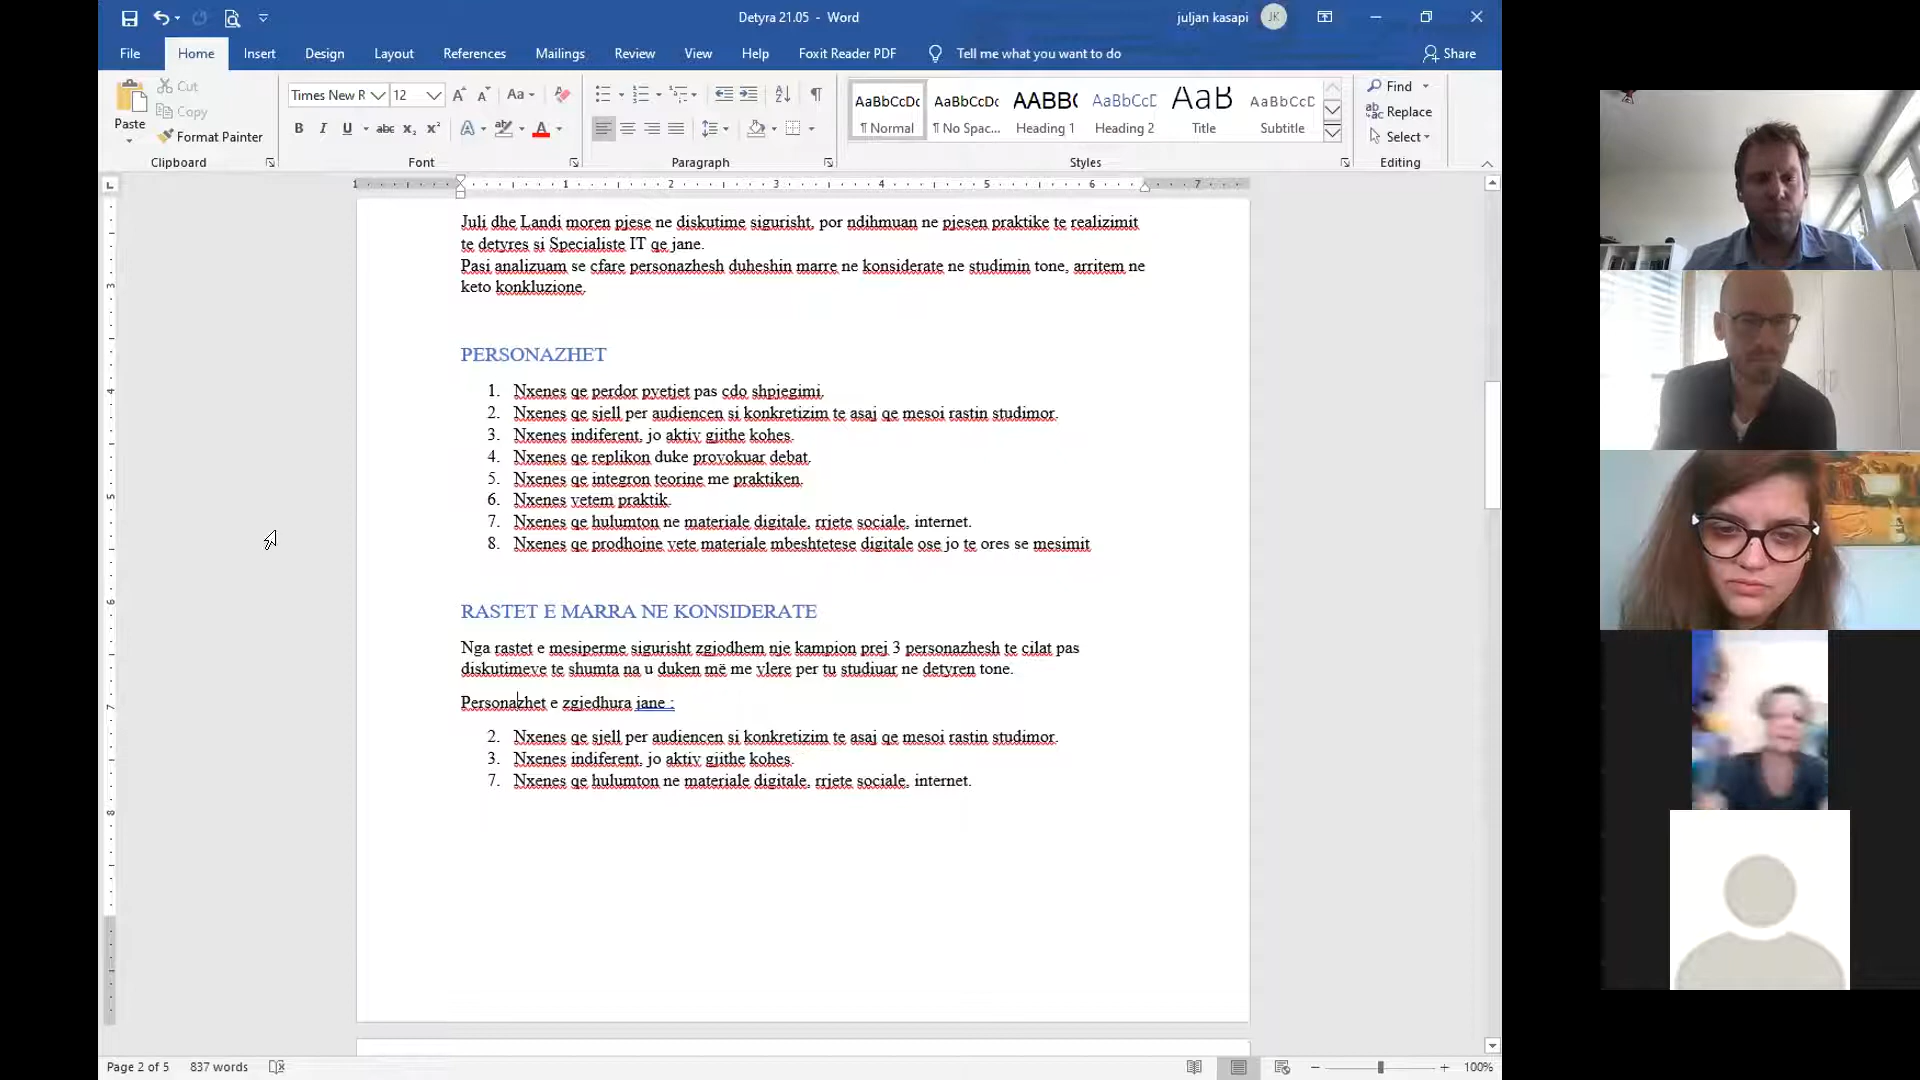 Detyra 21.05 - Word
juljan kasapi
JK
File
Home
Insert
Design
Layout
References
Mailings
Review
View
Help
Foxit Reader PDF
Tell me what you want to do
Share
Paste
Cut
Copy
Format Painter
Clipboard
Times New R
12
Font
Paragraph
AaBbCcDc
¶ Normal
AaBbCcDc
¶ No Spac...
AABBC
Heading 1
AaBbCcD
Heading 2
AaB
Title
AaBbCcD
Subtitle
Styles
Find
Replace
Select
Editing
1 1 2 3 4 5 6 7
Juli dhe Landi moren pjese ne diskutime sigurisht, por ndihmuan ne pjesen praktike te realizimit
te detyres si Specialiste IT qe jane.
Pasi analizuam se cfare personazhesh duheshin marre ne konsiderate ne studimin tone, arritem ne
keto konkluzione.
PERSONAZHET
1. Nxenes qe perdor pyetjet pas cdo shpjegimi.
2. Nxenes qe sjell per audiencen si konkretizim te asaj qe mesoi rastin studimor.
3. Nxenes indiferent, jo aktiv gjithe kohes.
4. Nxenes qe replikon duke provokuar debat.
5. Nxenes qe integron teorine me praktiken.
6. Nxenes vetem praktik.
7. Nxenes qe hulumton ne materiale digitale, rrjete sociale, internet.
8. Nxenes qe prodhojne vete materiale mbeshtetese digitale ose jo te ores se mesimit
RASTET E MARRA NE KONSIDERATE
Nga rastet e mesiperme sigurisht zgjodhem nje kampion prej 3 personazhesh te cilat pas
diskutimeve te shumta na u duken më me vlere per tu studiuar ne detyren tone.
Personazhet e zgjedhura jane :
2. Nxenes qe sjell per audiencen si konkretizim te asaj qe mesoi rastin studimor.
3. Nxenes indiferent, jo aktiv gjithe kohes.
7. Nxenes qe hulumton ne materiale digitale, rrjete sociale, internet.
Page 2 of 5
837 words
100%